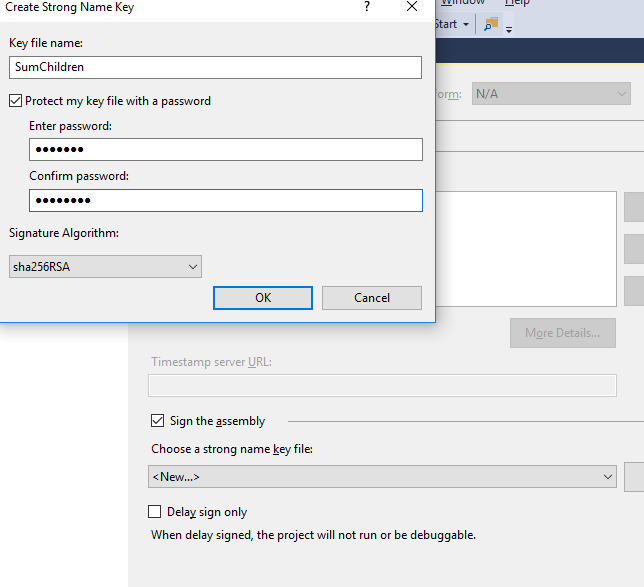 Create Strong Name Key
?
Window Help
Start
Key file name:
SumChildren
Protect my key file with a password
N/A
Enter password:
•••••••
Confirm password:
••••••••
Signature Algorithm:
sha256RSA
OK Cancel
More Details...
Timestamp server URL:
Sign the assembly
Choose a strong name key file:
<New...>
Delay sign only
When delay signed, the project will not run or be debuggable.